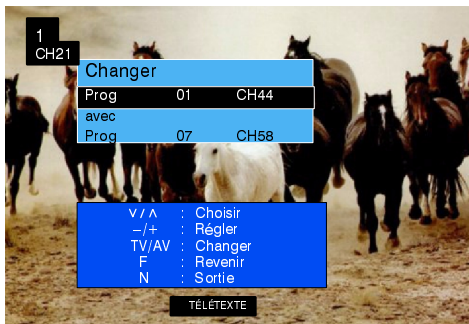 1
CH21
Changer
Prog 01 CH44
avec
Prog 07 CH58
∨/∧ : Choisir
−/+ : Régler
TV/AV : Changer
F : Revenir
N : Sortie
TÉLÉTEXTE